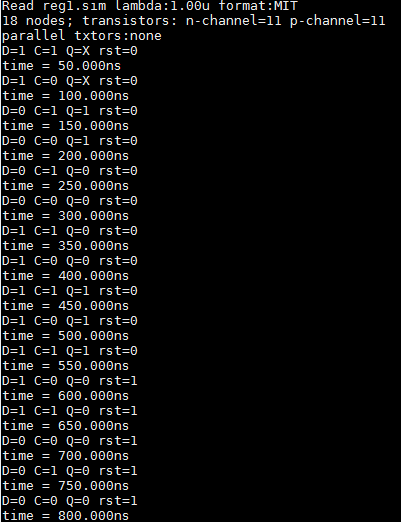 Read reg1.sim lambda:1.00u format:MIT
18 nodes; transistors: n-channel=11 p-channel=11
parallel txtors:none
D=1 C=1 Q=X rst=0
time = 50.000ns
D=1 C=0 Q=X rst=0
time = 100.000ns
D=0 C=1 Q=1 rst=0
time = 150.000ns
D=0 C=0 Q=1 rst=0
time = 200.000ns
D=0 C=1 Q=0 rst=0
time = 250.000ns
D=0 C=0 Q=0 rst=0
time = 300.000ns
D=1 C=1 Q=0 rst=0
time = 350.000ns
D=1 C=0 Q=0 rst=0
time = 400.000ns
D=1 C=1 Q=1 rst=0
time = 450.000ns
D=1 C=0 Q=1 rst=0
time = 500.000ns
D=1 C=1 Q=1 rst=0
time = 550.000ns
D=1 C=0 Q=0 rst=1
time = 600.000ns
D=1 C=1 Q=0 rst=1
time = 650.000ns
D=0 C=0 Q=0 rst=1
time = 700.000ns
D=0 C=1 Q=0 rst=1
time = 750.000ns
D=0 C=0 Q=0 rst=1
time = 800.000ns